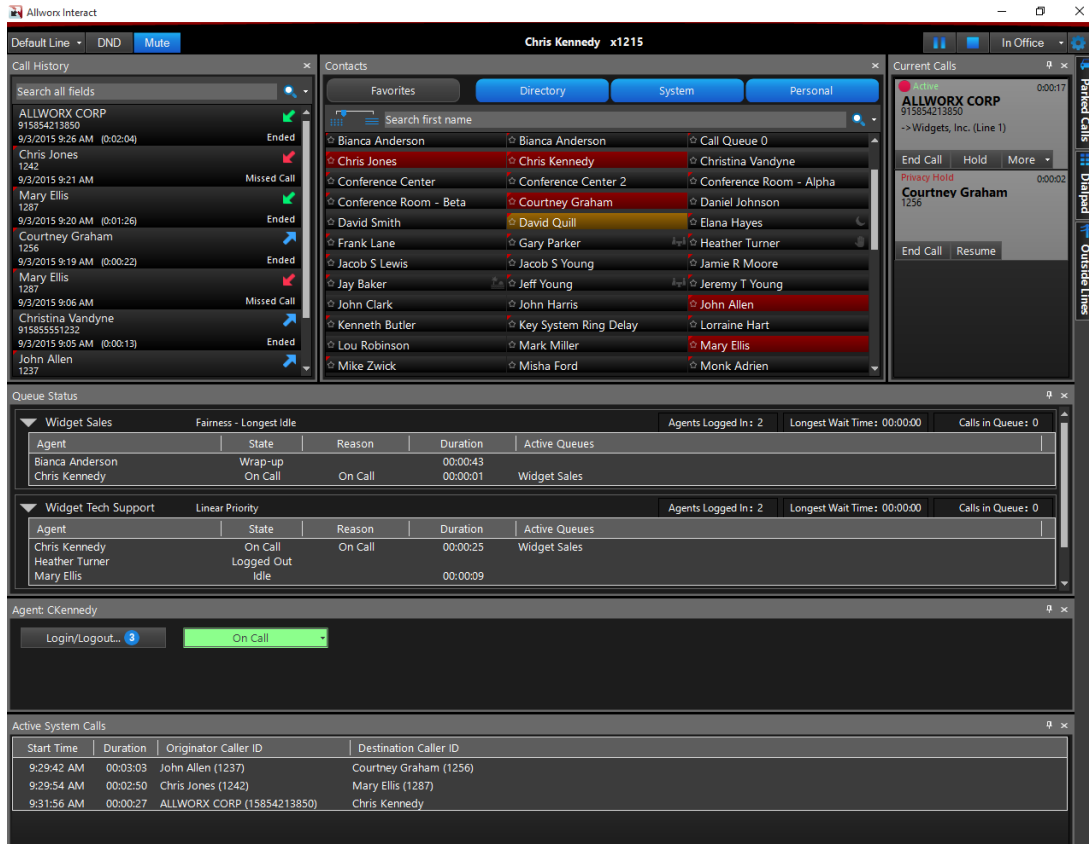 Allworx Interact
Default Line DND Mute Chris Kennedy x1215 In Office
Call History
Search all fields
ALLWORX CORP
915854213850
9/3/2015 9:26 AM (0:02:04) Ended
Chris Jones
1242
9/3/2015 9:21 AM Missed Call
Mary Ellis
1287
9/3/2015 9:20 AM (0:01:26) Ended
Courtney Graham
1256
9/3/2015 9:19 AM (0:00:22) Ended
Mary Ellis
1287
9/3/2015 9:06 AM Missed Call
Christina Vandyne
915855551232
9/3/2015 9:05 AM (0:00:13) Ended
John Allen
1237
Contacts
Favorites Directory System Personal
Search first name
Bianca Anderson Bianca Anderson Call Queue 0
Chris Jones Chris Kennedy Christina Vandyne
Conference Center Conference Center 2 Conference Room - Alpha
Conference Room - Beta Courtney Graham Daniel Johnson
David Smith David Quill Elana Hayes
Frank Lane Gary Parker Heather Turner
Jacob S Lewis Jacob S Young Jamie R Moore
Jay Baker Jeff Young Jeremy T Young
John Clark John Harris John Allen
Kenneth Butler Key System Ring Delay Lorraine Hart
Lou Robinson Mark Miller Mary Ellis
Mike Zwick Misha Ford Monk Adrien
Current Calls
Active 0:00:17
ALLWORX CORP
915854213850
->Widgets, Inc. (Line 1)
End Call Hold More
Privacy Hold 0:00:02
Courtney Graham
1256
End Call Resume
Parked Calls
Dialpad
Outside Lines
Queue Status
Widget Sales Fairness - Longest Idle Agents Logged In: 2 Longest Wait Time: 00:00:00 Calls in Queue: 0
Agent State Reason Duration Active Queues
Bianca Anderson Wrap-up 00:00:43
Chris Kennedy On Call On Call 00:00:01 Widget Sales
Widget Tech Support Linear Priority Agents Logged In: 2 Longest Wait Time: 00:00:00 Calls in Queue: 0
Agent State Reason Duration Active Queues
Chris Kennedy On Call On Call 00:00:25 Widget Sales
Heather Turner Logged Out
Mary Ellis Idle 00:00:09
Agent: CKennedy
Login/Logout... 3 On Call
Active System Calls
Start Time Duration Originator Caller ID Destination Caller ID
9:29:42 AM 00:03:03 John Allen (1237) Courtney Graham (1256)
9:29:54 AM 00:02:50 Chris Jones (1242) Mary Ellis (1287)
9:31:56 AM 00:00:27 ALLWORX CORP (15854213850) Chris Kennedy